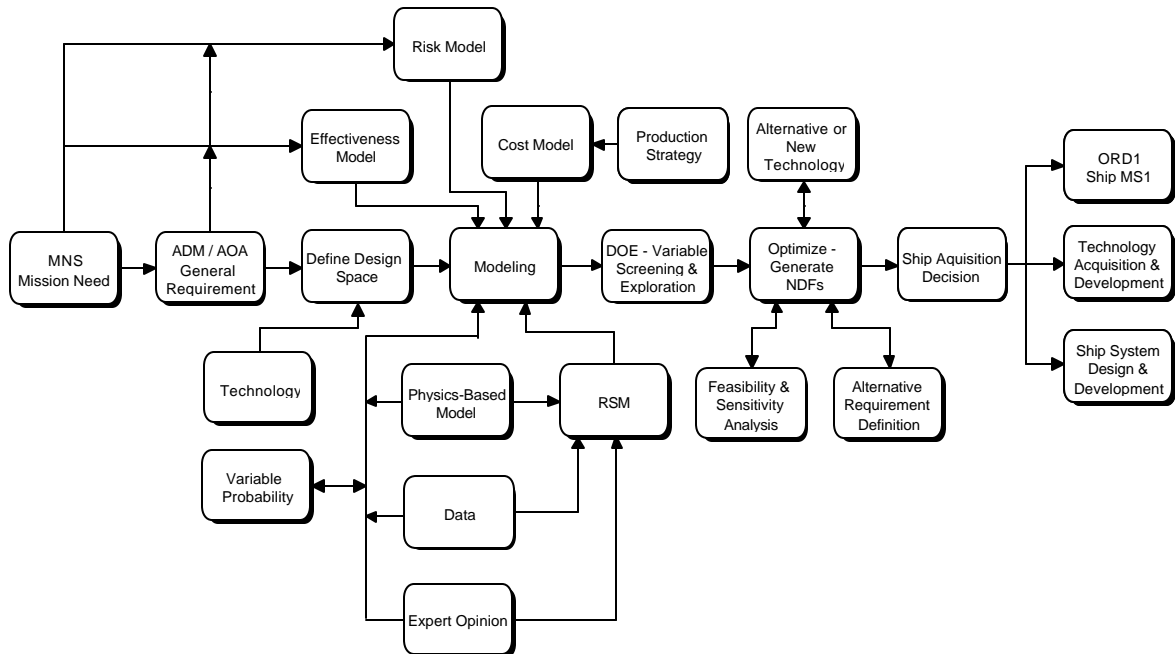 Risk Model
Effectiveness
Model
Cost Model
Production
Strategy
Alternative or
New
Technology
ORD1
Ship MS1
MNS
Mission Need
ADM / AOA
General
Requirement
Define Design
Space
Modeling
DOE - Variable
Screening &
Exploration
Optimize -
Generate
NDFs
Ship Aquisition
Decision
Technology
Acquisition &
Development
Technology
Physics-Based
Model
RSM
Feasibility &
Sensitivity
Analysis
Alternative
Requirement
Definition
Ship System
Design &
Development
Variable
Probability
Data
Expert Opinion